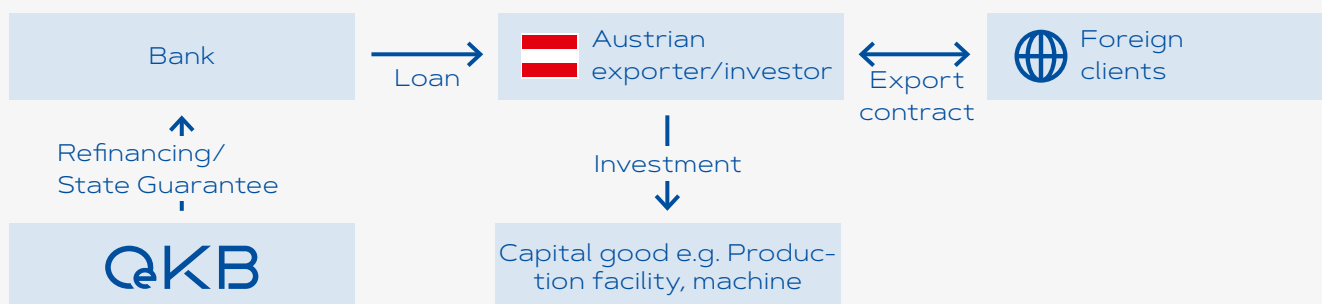 Bank
Loan
Austrian
exporter/investor
Export
contract
Foreign
clients
Refinancing/
State Guarantee
Investment
OeKB
Capital good e.g. Produc-
tion facility, machine